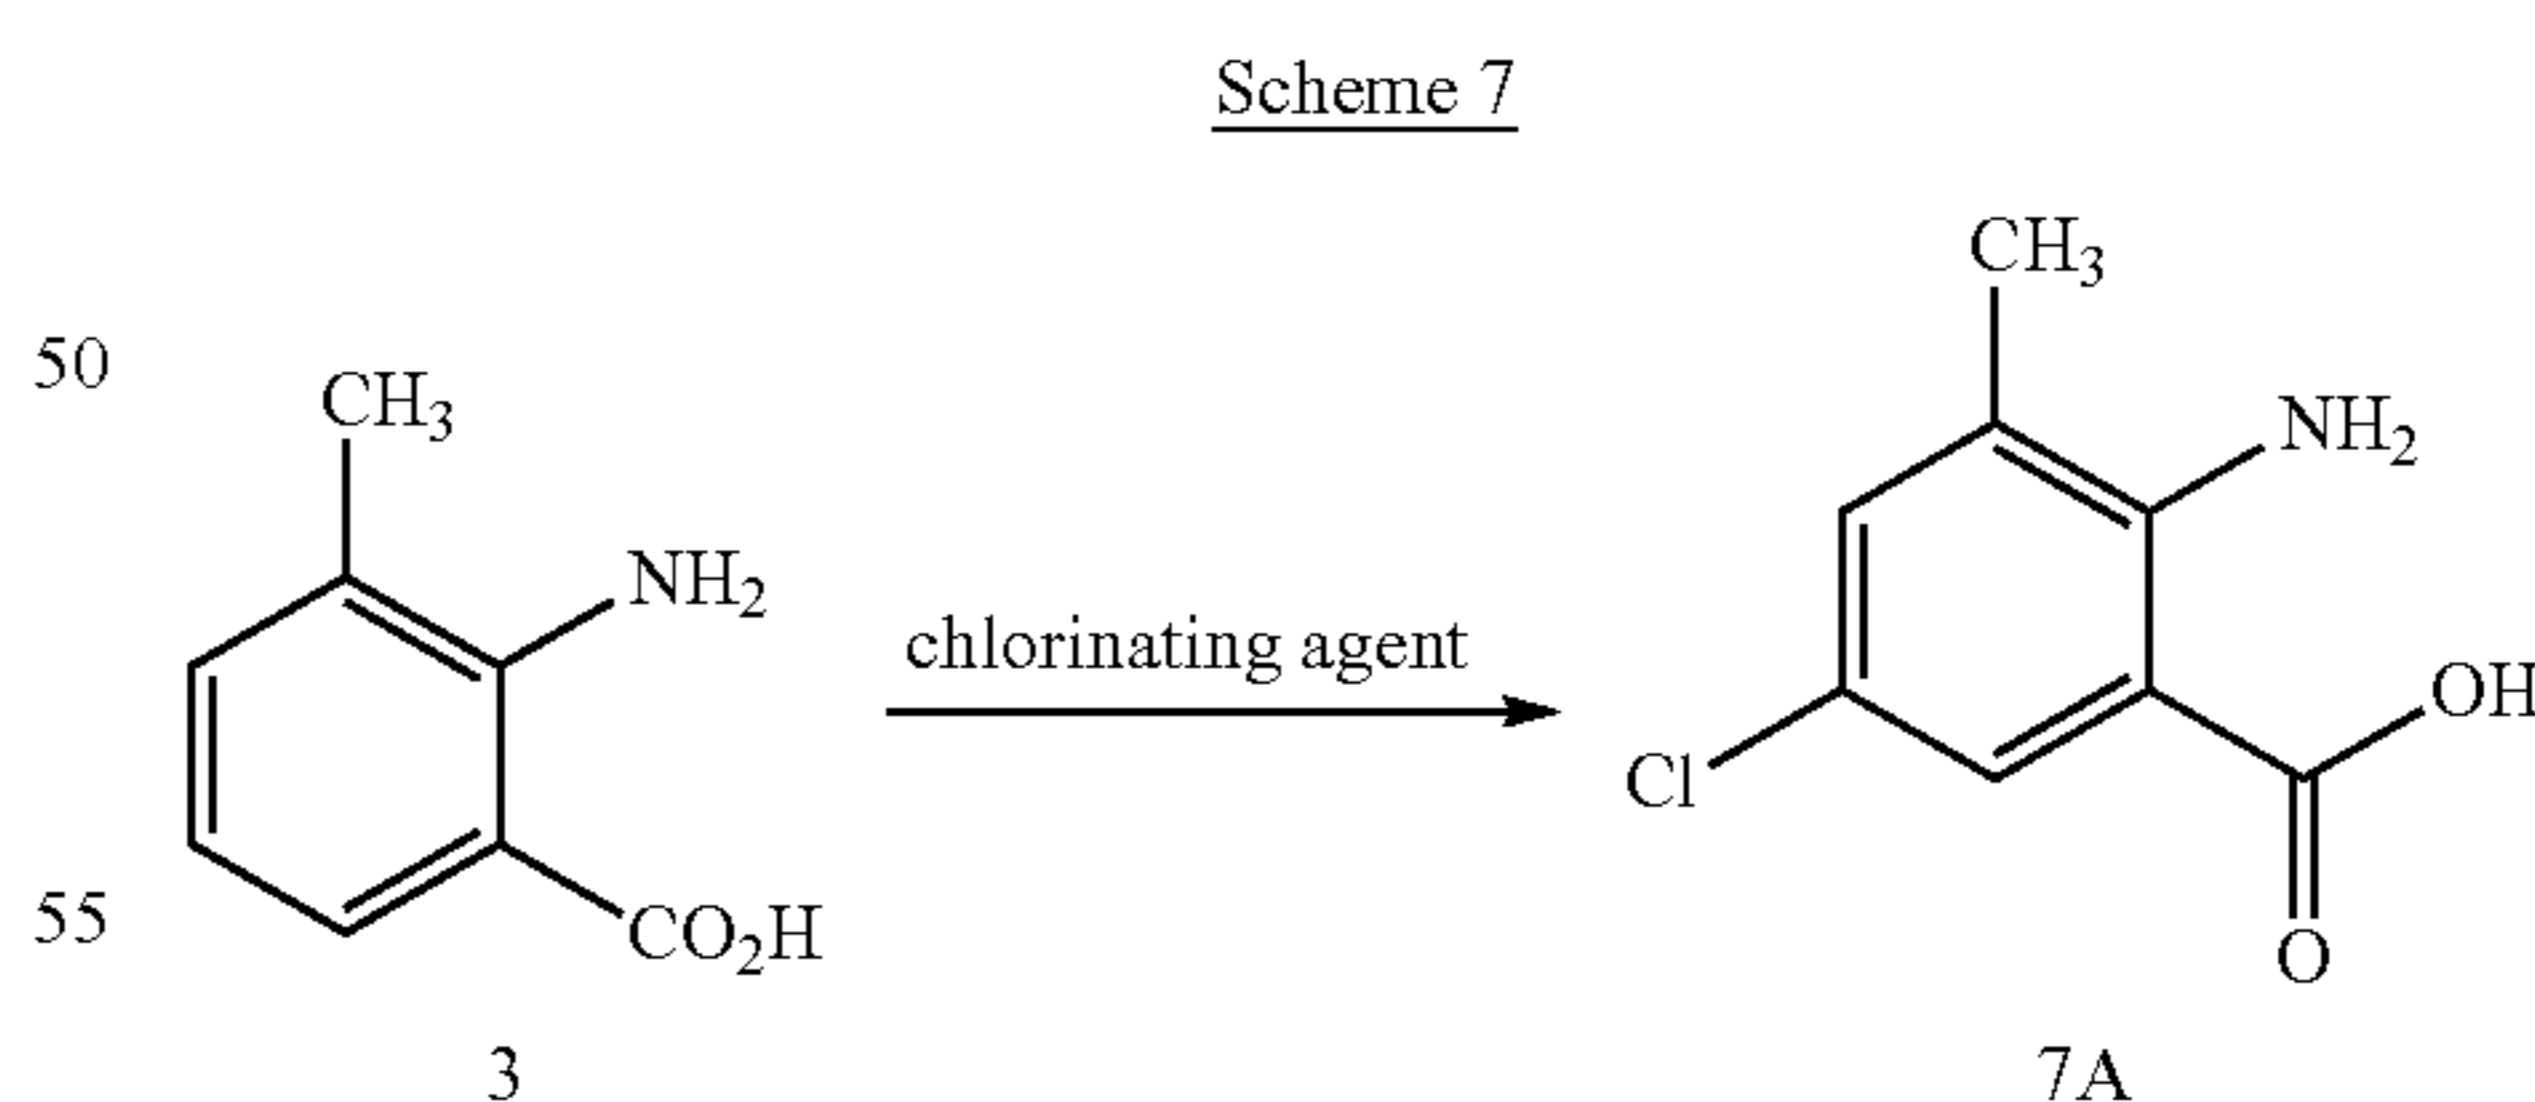 Scheme 7
50
CH3
NH2
55
CO2H
3
chlorinating agent
CH3
NH2
Cl
OH
O
7A